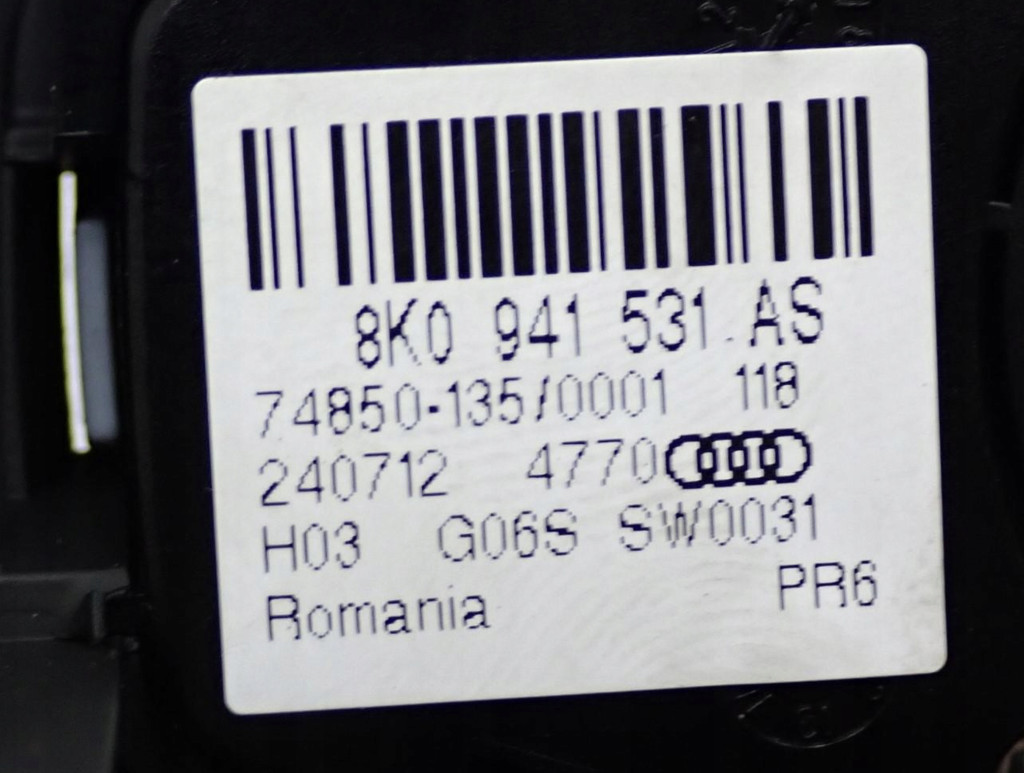 8K0 941 531 AS
74850-135/0001 118
240712 4770
H03 G06S SW0031
Romania PR6